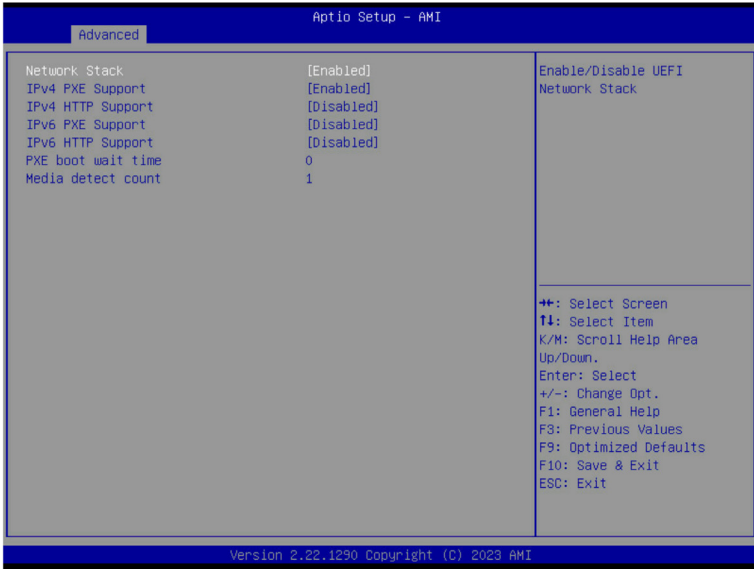 Aptio Setup – AMI
Advanced
Network Stack [Enabled]
IPv4 PXE Support [Enabled]
IPv4 HTTP Support [Disabled]
IPv6 PXE Support [Disabled]
IPv6 HTTP Support [Disabled]
PXE boot wait time 0
Media detect count 1
Enable/Disable UEFI
Network Stack
→←: Select Screen
↑↓: Select Item
K/M: Scroll Help Area
Up/Down.
Enter: Select
+/-: Change Opt.
F1: General Help
F3: Previous Values
F9: Optimized Defaults
F10: Save & Exit
ESC: Exit
Version 2.22.1290 Copyright (C) 2023 AMI